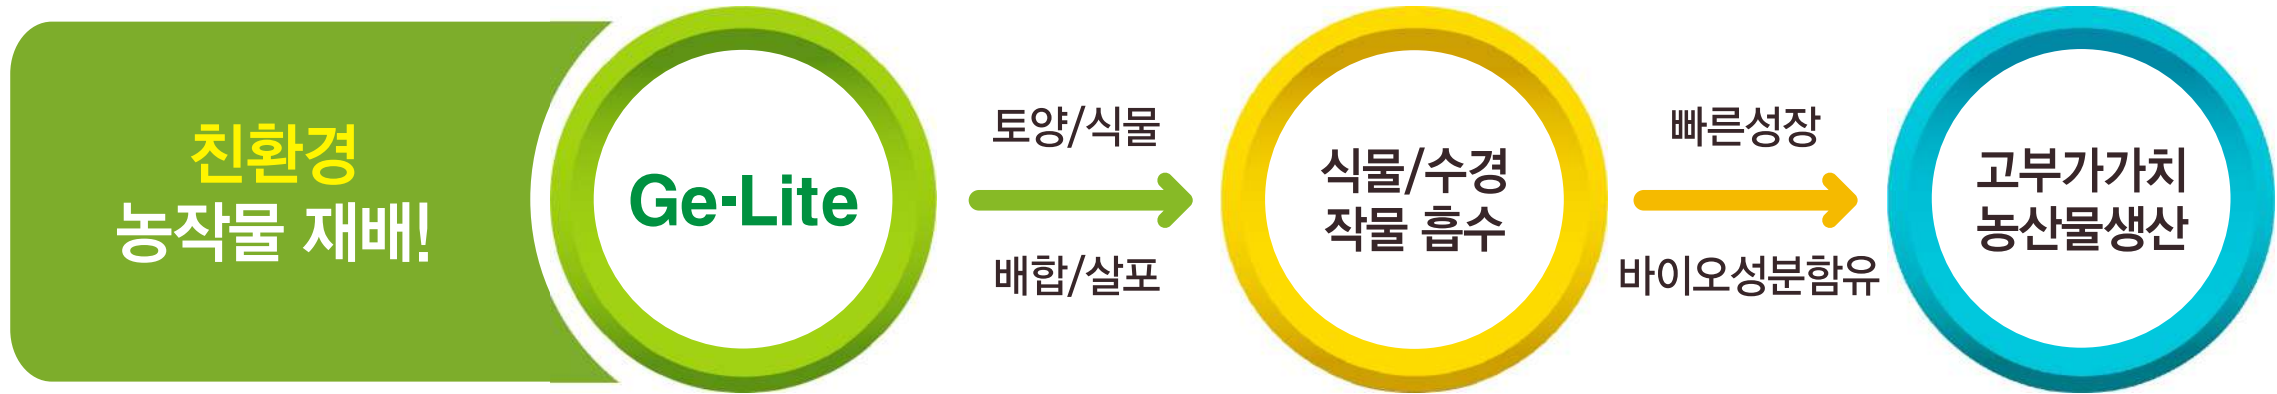 친환경
농작물 재배!
Ge-Lite
토양/식물
배합/살포
식물/수경
작물 흡수
빠른성장
바이오성분함유
고부가가치
농산물생산